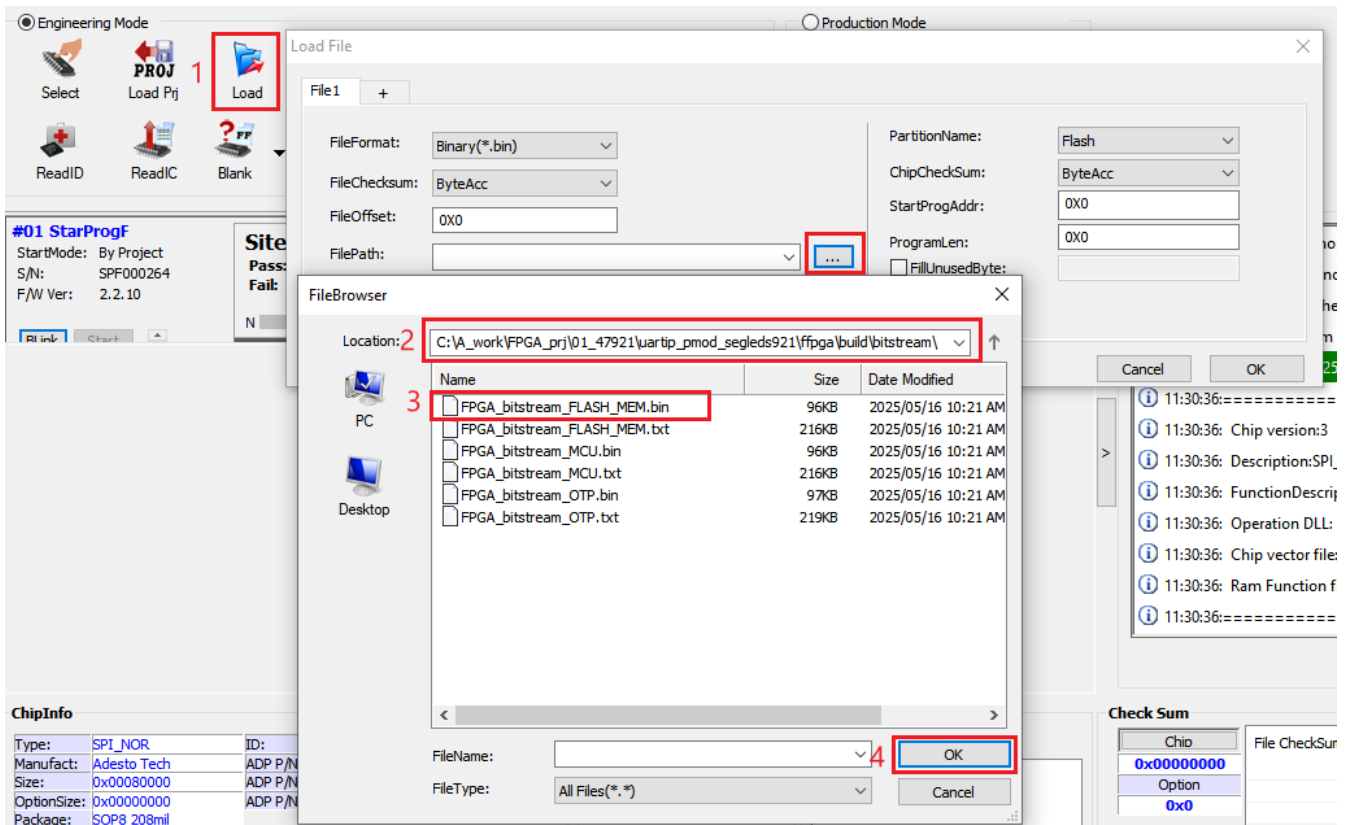 Engineering Mode
Production Mode
Select
PROJ
Load Prj
1
Load
ReadID
ReadIC
Blank
#01 StarProgF
StartMode: By Project
S/N: SPF000264
F/W Ver: 2.2.10
BLink
Start
Site
Pass:
Fail:
N
Load File
File1
+
FileFormat: Binary(*.bin)
FileChecksum: ByteAcc
FileOffset: 0X0
FilePath:
...
PartitionName: Flash
ChipCheckSum: ByteAcc
StartProgAddr: 0X0
ProgramLen: 0X0
FillUnusedByte:
Cancel
OK
FileBrowser
Location: 2 C:\A_work\FPGA_prj\01_47921\uartip_pmod_segleds921\ffpga\build\bitstream\
PC
Desktop
Name Size Date Modified
3 FPGA_bitstream_FLASH_MEM.bin 96KB 2025/05/16 10:21 AM
FPGA_bitstream_FLASH_MEM.txt 216KB 2025/05/16 10:21 AM
FPGA_bitstream_MCU.bin 96KB 2025/05/16 10:21 AM
FPGA_bitstream_MCU.txt 216KB 2025/05/16 10:21 AM
FPGA_bitstream_OTP.bin 97KB 2025/05/16 10:21 AM
FPGA_bitstream_OTP.txt 219KB 2025/05/16 10:21 AM
FileName:
4 OK
FileType: All Files(*.*)
Cancel
25
>
11:30:36:===========
11:30:36: Chip version:3
11:30:36: Description:SPI_
11:30:36: FunctionDescrip
11:30:36: Operation DLL:
11:30:36: Chip vector file:
11:30:36: Ram Function f
11:30:36:===========
ChipInfo
Type: SPI_NOR ID:
Manufact: Adesto Tech ADP P/N
Size: 0x00080000 ADP P/N
OptionSize: 0x00000000 ADP P/N
Package: SOP8 208mil
Check Sum
Chip
0x00000000
Option
0x0
File CheckSum